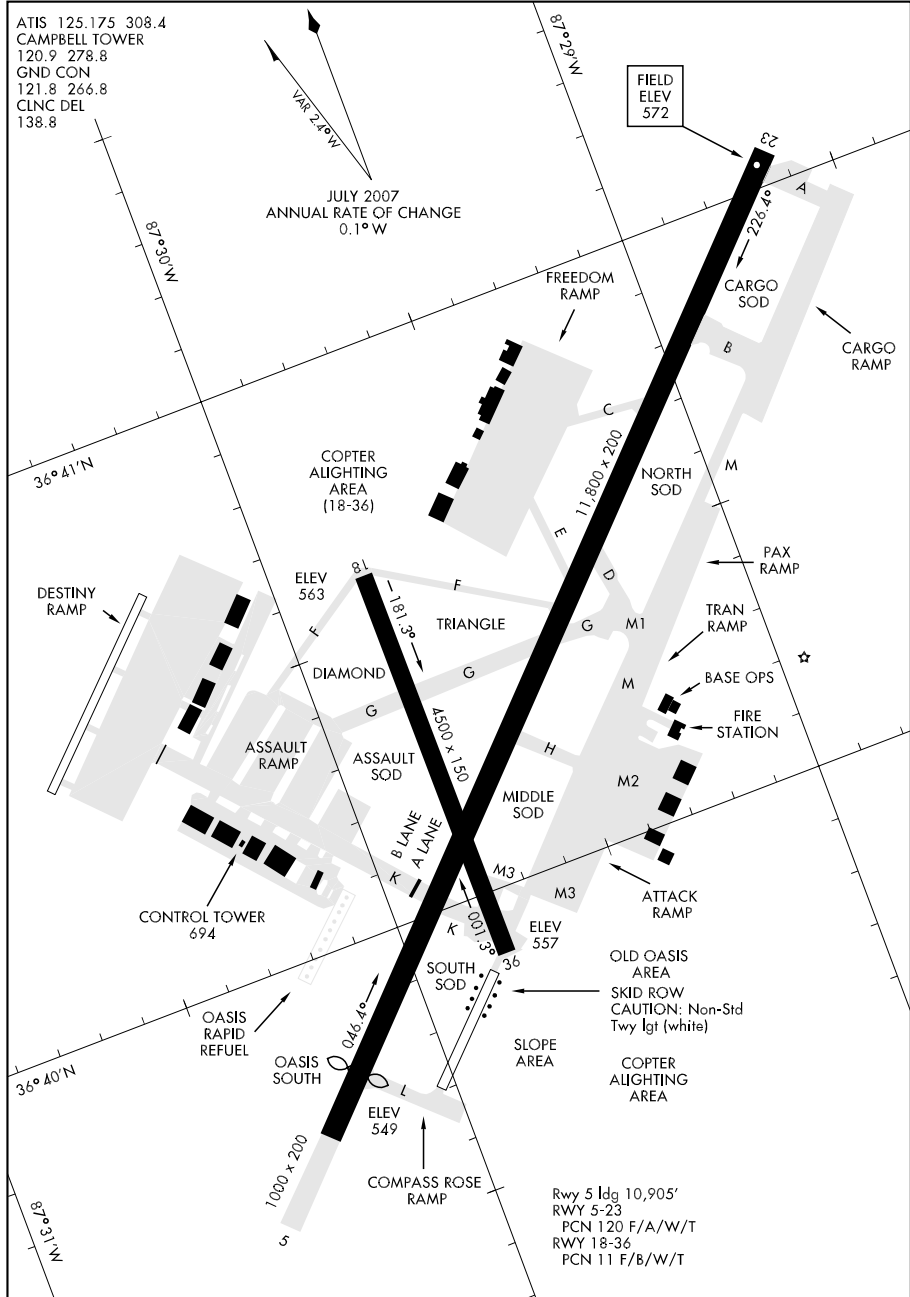 ATIS 125.175 308.4
CAMPBELL TOWER
120.9 278.8
GND CON
121.8 266.8
CLNC DEL
138.8
VAR 2.4° W
JULY 2007
ANNUAL RATE OF CHANGE
0.1° W
87°29'W
FIELD
ELEV
572
23
A
226.4°
87°30'W
CARGO
SOD
FREEDOM
RAMP
B
CARGO
RAMP
C
36°41'N
COPTER
ALIGHTING
AREA
(18-36)
11,800 x 200
NORTH
SOD
M
E
D
PAX
RAMP
18
ELEV
563
F
F
181.3°
TRIANGLE
G
M1
TRAN
RAMP
DESTINY
RAMP
DIAMOND
G
G
M
BASE OPS
FIRE
STATION
4500 x 150
H
ASSAULT
RAMP
ASSAULT
SOD
M2
MIDDLE
SOD
B LANE
A LANE
K
M3
M3
ATTACK
RAMP
CONTROL TOWER
694
001.3°
K
ELEV
557
36
SOUTH
SOD
OLD OASIS
AREA
SKID ROW
CAUTION: Non-Std
Twy lgt (white)
OASIS
RAPID
REFUEL
046.4°
SLOPE
AREA
COPTER
ALIGHTING
AREA
36°40'N
OASIS
SOUTH
L
ELEV
549
1000 x 200
COMPASS ROSE
RAMP
5
87°31'W
Rwy 5 ldg 10,905'
RWY 5-23
PCN 120 F/A/W/T
RWY 18-36
PCN 11 F/B/W/T